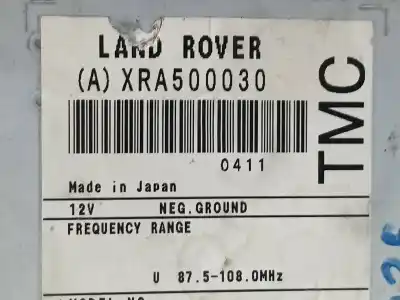 LAND ROVER
(A) XRA500030
TMC
0411
Made in Japan
12V NEG.GROUND
FREQUENCY RANGE
U 87.5-108.0MHz